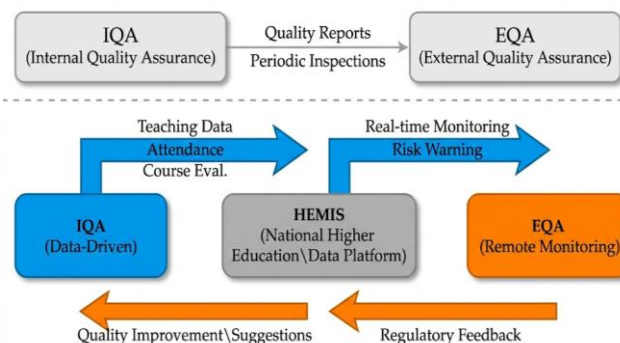 IQA
(Internal Quality Assurance)
Quality Reports
Periodic Inspections
EQA
(External Quality Assurance)
Teaching Data
Attendance
Course Eval.
Real-time Monitoring
Risk Warning
IQA
(Data-Driven)
HEMIS
(National Higher
Education\Data Platform)
EQA
(Remote Monitoring)
Quality Improvement\Suggestions
Regulatory Feedback